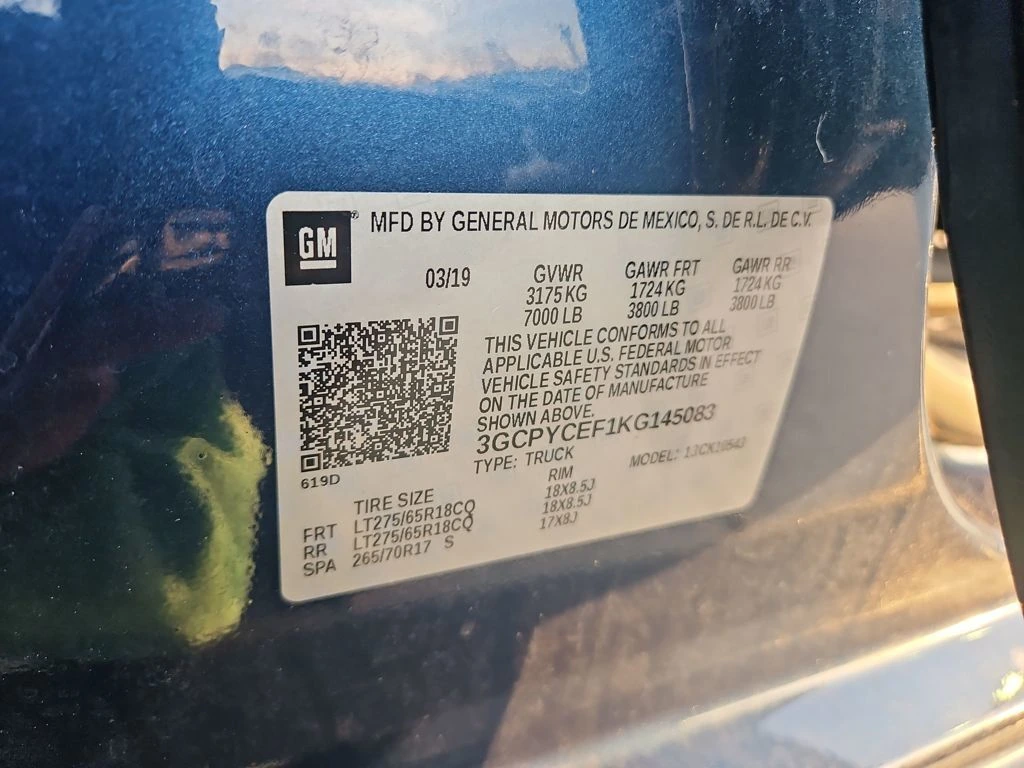 GM
MFD BY GENERAL MOTORS DE MEXICO, S. DE R.L. DE C.V.
03/19
GVWR GAWR FRT GAWR RR
3175 KG 1724 KG 1724 KG
7000 LB 3800 LB 3800 LB
THIS VEHICLE CONFORMS TO ALL
APPLICABLE U.S. FEDERAL MOTOR
VEHICLE SAFETY STANDARDS IN EFFECT
ON THE DATE OF MANUFACTURE
SHOWN ABOVE.
3GCPYCEF1KG145083
TYPE: TRUCK MODEL: 13CK10543
619D
TIRE SIZE RIM
FRT LT275/65R18CQ 18X8.5J
RR LT275/65R18CQ 18X8.5J
SPA 265/70R17 S 17X8J